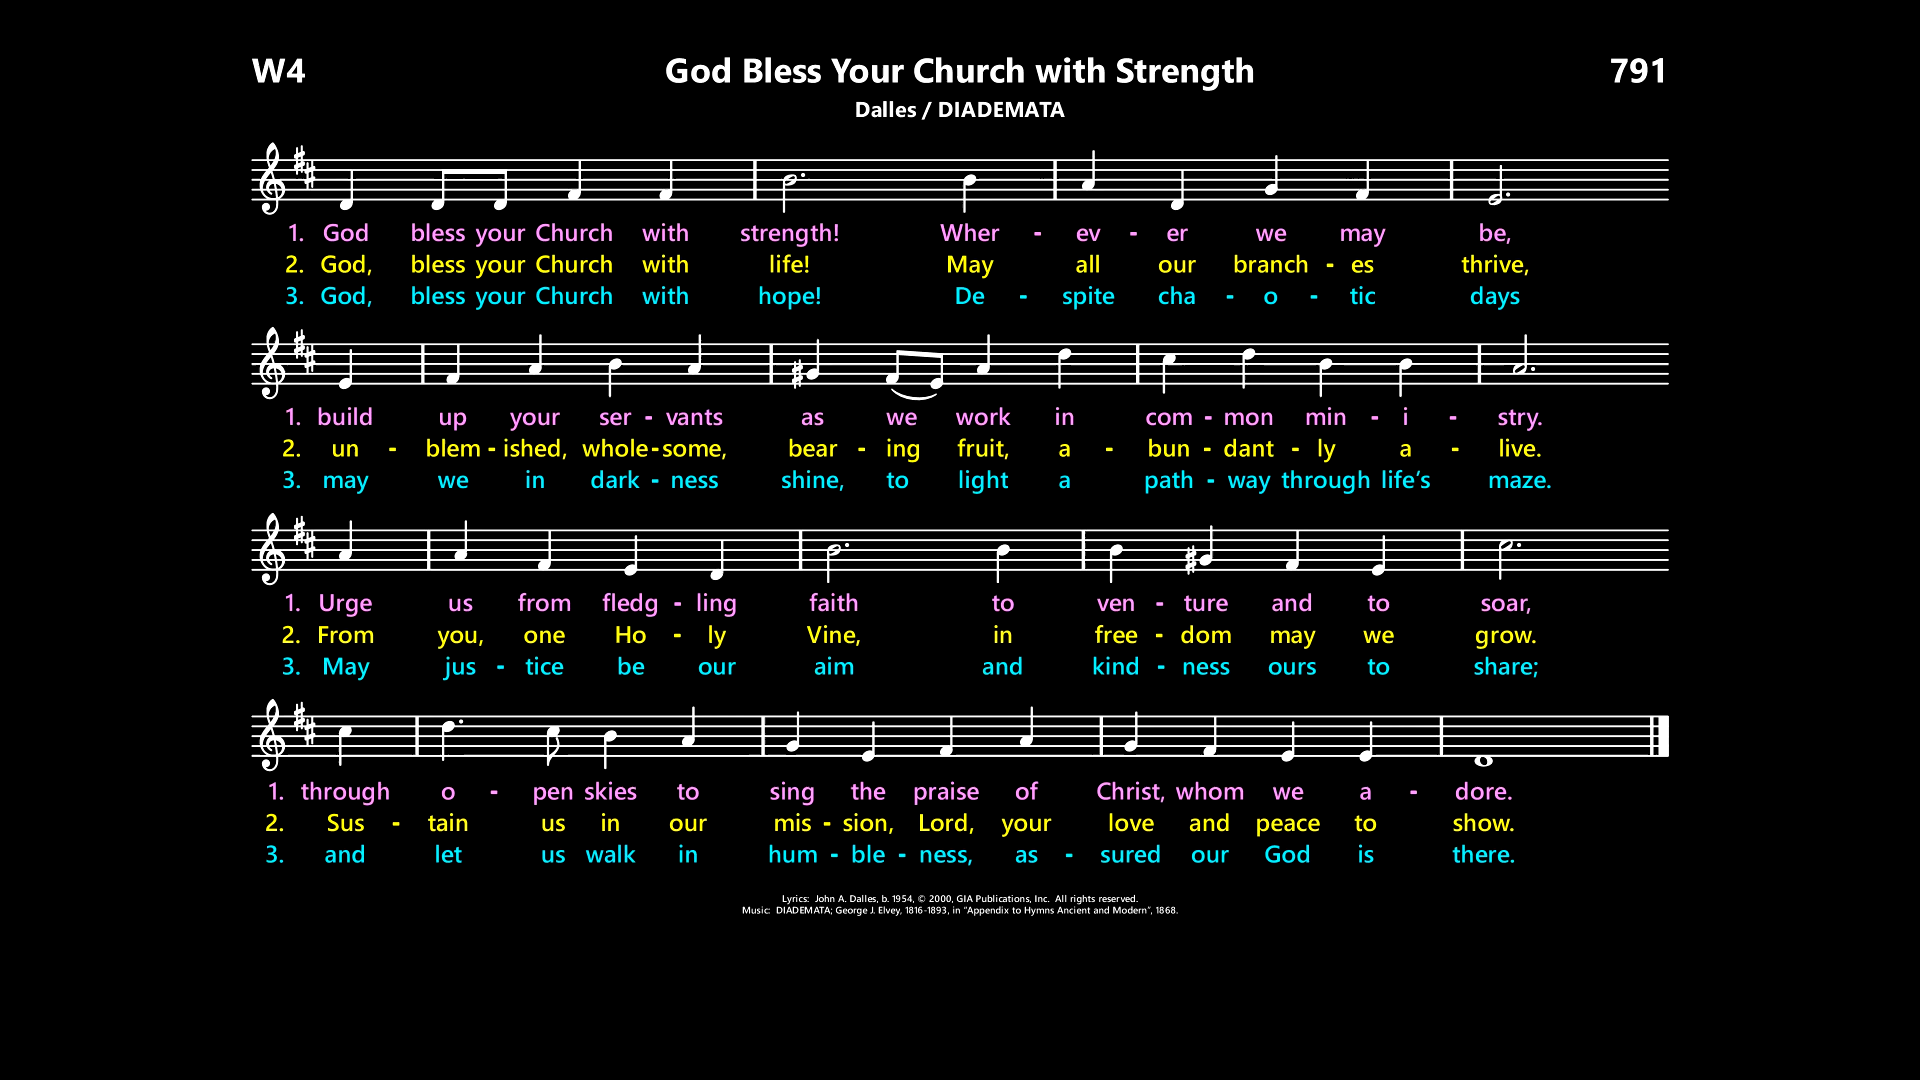 W4 God Bless Your Church with Strength 791
Dalles / DIADEMATA
1. God bless your Church with strength! Wher - ev - er we may be,
2. God, bless your Church with life! May all our branch - es thrive,
3. God, bless your Church with hope! De - spite cha - o - tic days
1. build up your ser - vants as we work in com - mon min - i - stry.
2. un - blem - ished, whole - some, bear - ing fruit, a - bun - dant - ly a - live.
3. may we in dark - ness shine, to light a path - way through life's maze.
1. Urge us from fledg - ling faith to ven - ture and to soar,
2. From you, one Ho - ly Vine, in free - dom may we grow.
3. May jus - tice be our aim and kind - ness ours to share;
1. through o - pen skies to sing the praise of Christ, whom we a - dore.
2. Sus - tain us in our mis - sion, Lord, your love and peace to show.
3. and let us walk in hum - ble - ness, as - sured our God is there.
Lyrics: John A. Dalles, b. 1954, © 2000, GIA Publications, Inc. All rights reserved.
Music: DIADEMATA; George J. Elvey, 1816-1893, in "Appendix to Hymns Ancient and Modern", 1868.